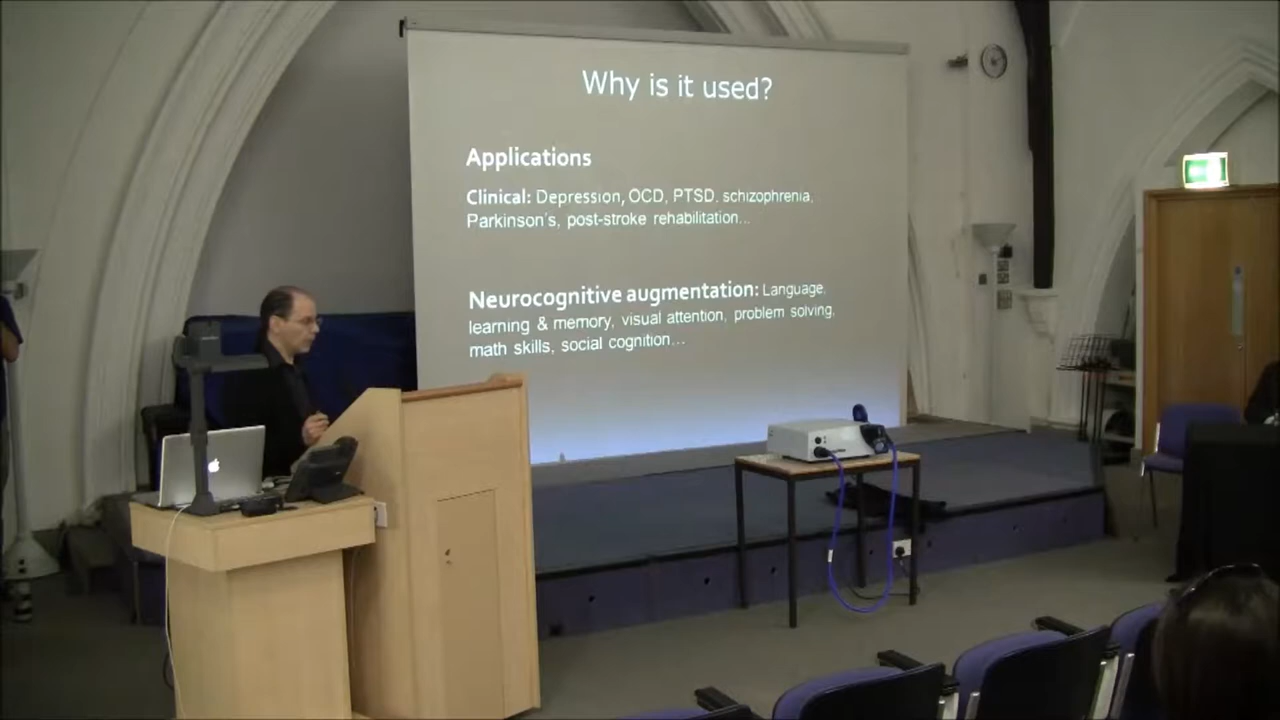 Why is it used?
Applications
Clinical: Depression, OCD, PTSD, schizophrenia,
Parkinson's, post-stroke rehabilitation...
Neurocognitive augmentation: Language,
learning & memory, visual attention, problem solving,
math skills, social cognition...